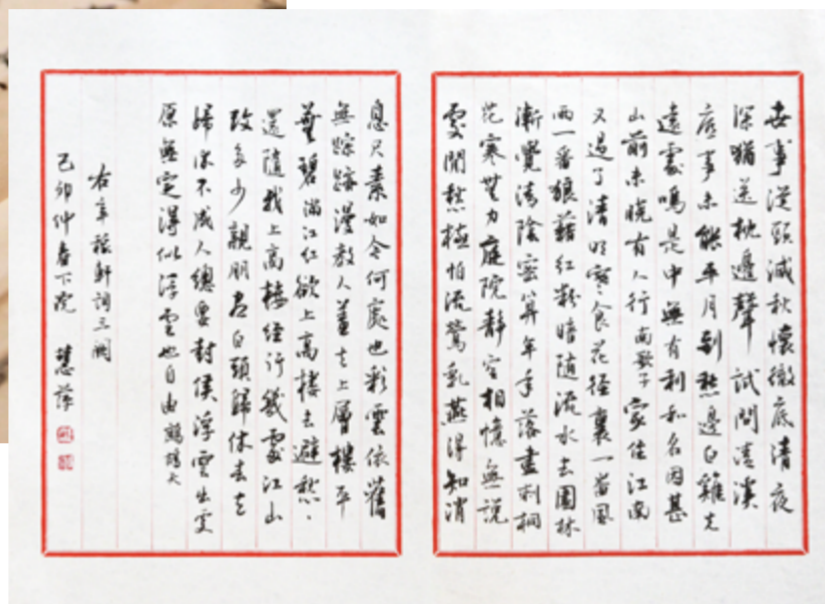 世事從頭減秋懷徹底清夜
深猶送枕邊聲試問清溪
底事未能平月到愁邊白雞先
遠處鳴是中無有利和名因甚
山前未曉有人行南歌子家住江南
又過了清明寒食花徑裏一番風
雨一番狼藉紅粉暗隨流水去園林
漸覺清陰密算年年落盡刺桐
花寒無力庭院靜空相憶無說
處閒愁極怕流鶯乳燕得知消
息尺素如今何處也彩雲依舊
無蹤跡漫教人羞去上層樓平
蕪碧滿江紅欲上高樓去避愁、
還隨我上高樓經行幾處江山
改多少親朋尽白頭歸休去去
歸休不成人總要封侯浮雲出處
原無定得似浮雲也自由鷓鴣天
右辛稼軒詞三闋
己卯仲春下浣 慧萍